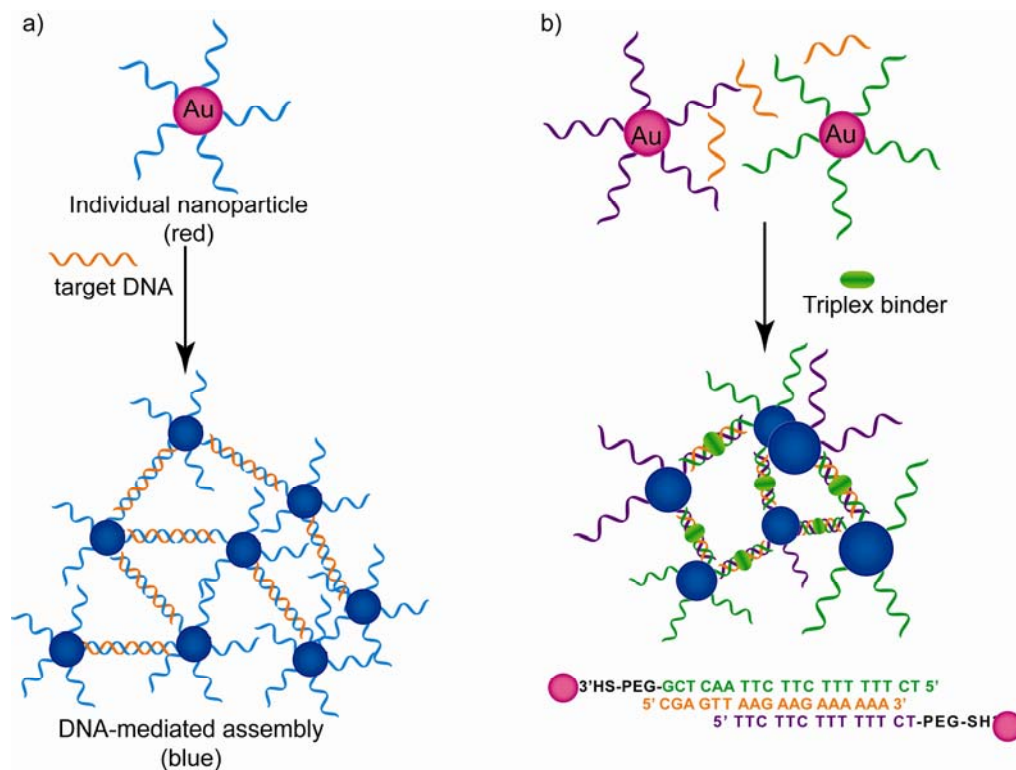 a)
Au
Individual nanoparticle
(red)
target DNA
DNA-mediated assembly
(blue)
b)
Au
Au
Triplex binder
3'HS-PEG-GCT CAA TTC TTC TTT TTT CT 5'
5' CGA GTT AAG AAG AAA AAA 3'
5' TTC TTC TTT TTT CT-PEG-SH